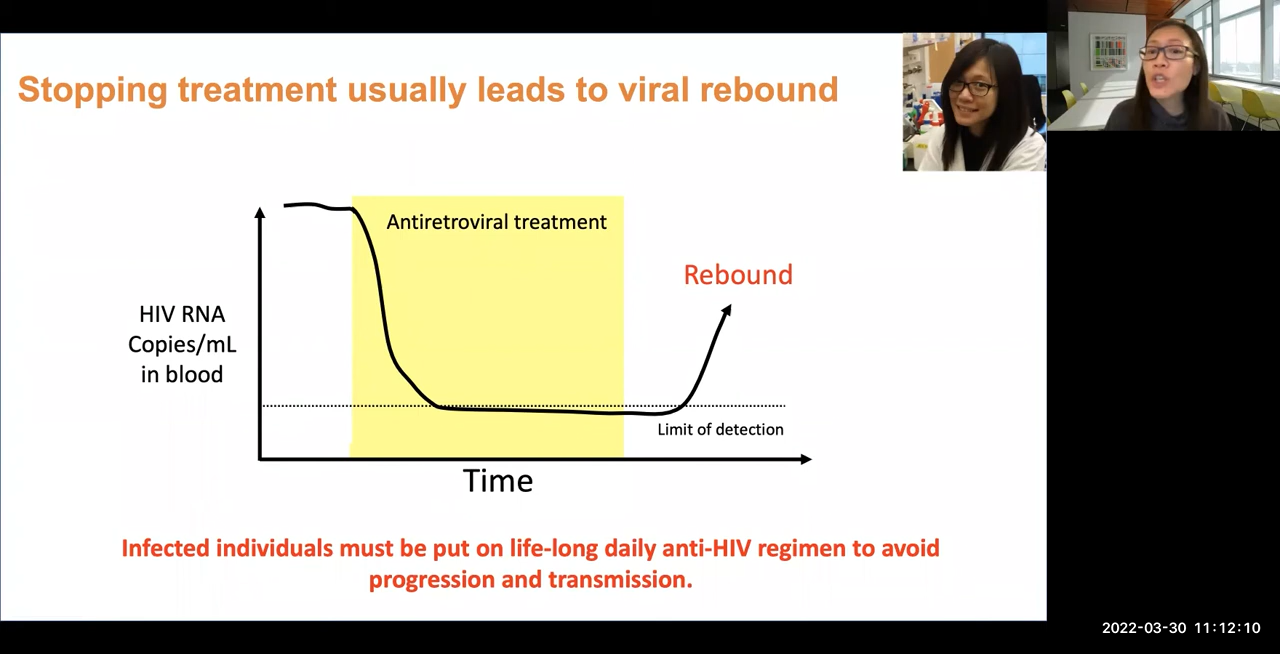 Stopping treatment usually leads to viral rebound
Antiretroviral treatment
Rebound
HIV RNA
Copies/mL
in blood
Limit of detection
Time
Infected individuals must be put on life-long daily anti-HIV regimen to avoid
progression and transmission.
2022-03-30 11:12:10